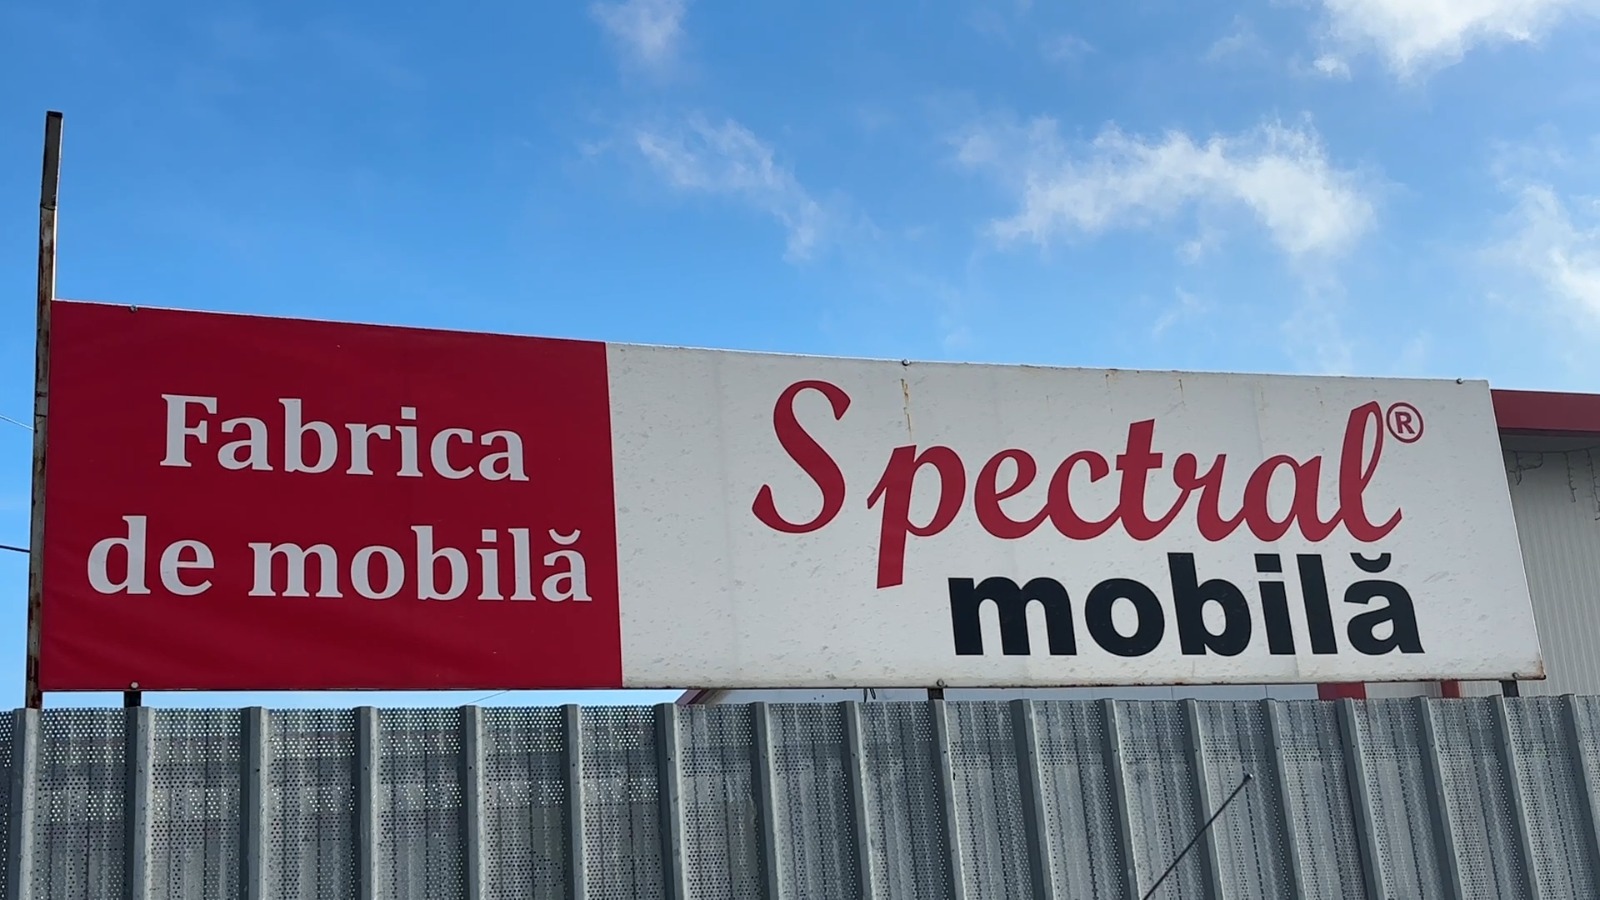 Fabrica
de mobilă
Spectral®
mobilă